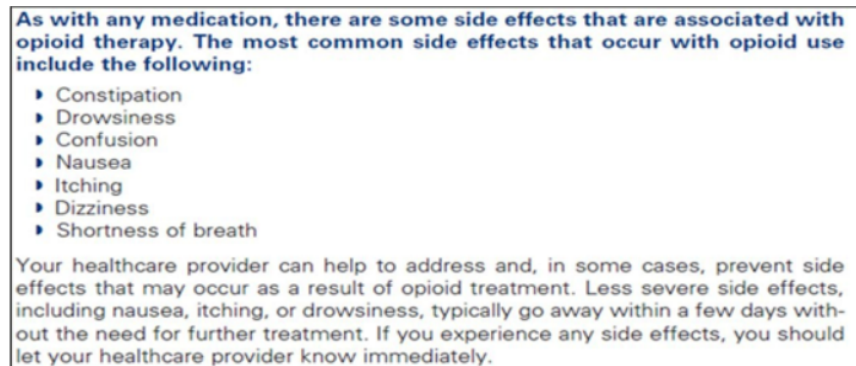 As with any medication, there are some side effects that are associated with
opioid therapy. The most common side effects that occur with opioid use
include the following:
Constipation
Drowsiness
Confusion
Nausea
Itching
Dizziness
Shortness of breath
Your healthcare provider can help to address and, in some cases, prevent side
effects that may occur as a result of opioid treatment. Less severe side effects,
including nausea, itching, or drowsiness, typically go away within a few days with-
out the need for further treatment. If you experience any side effects, you should
let your healthcare provider know immediately.